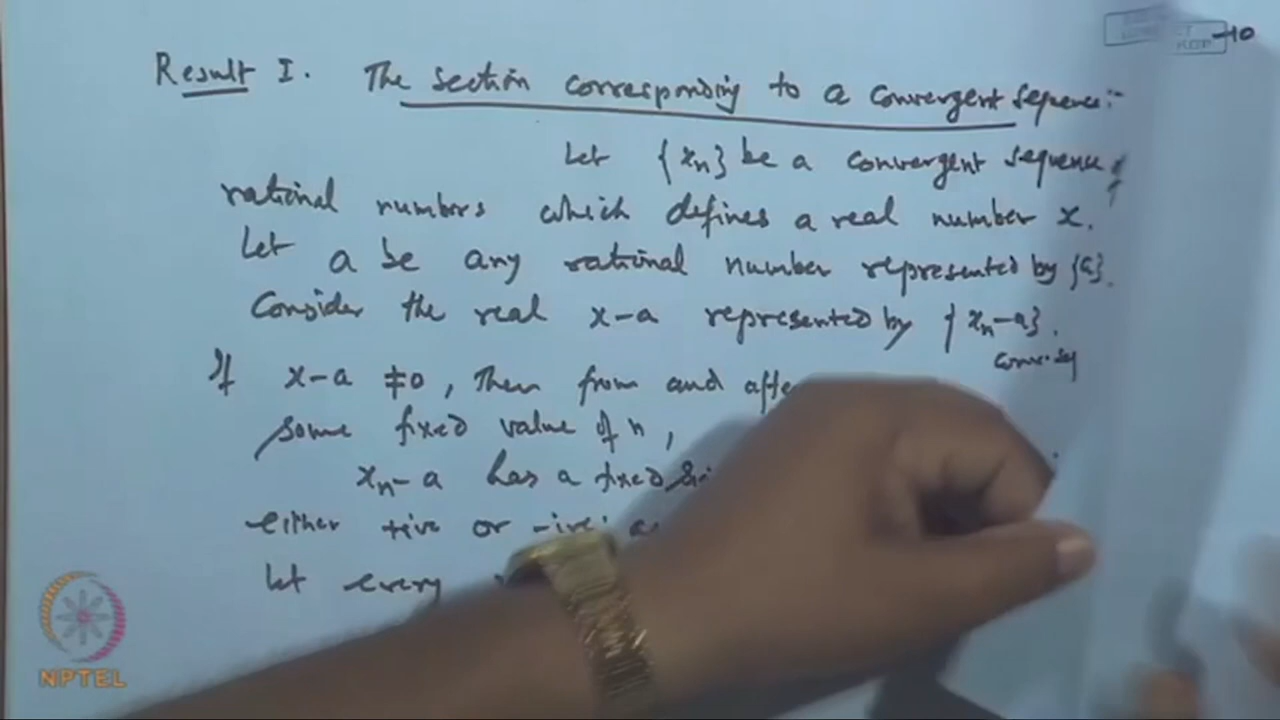 Result I. The section corresponding to a convergent sequence:-
Let {xn} be a convergent sequence
rational numbers which defines a real number x.
Let a be any rational number represented by {a}.
Consider the real x-a represented by {xn-a}.
conv. seq
If x-a ≠0, then from and after
some fixed value of n,
xn-a has a fixed
either +ive or -ive
let every
-10
NPTEL